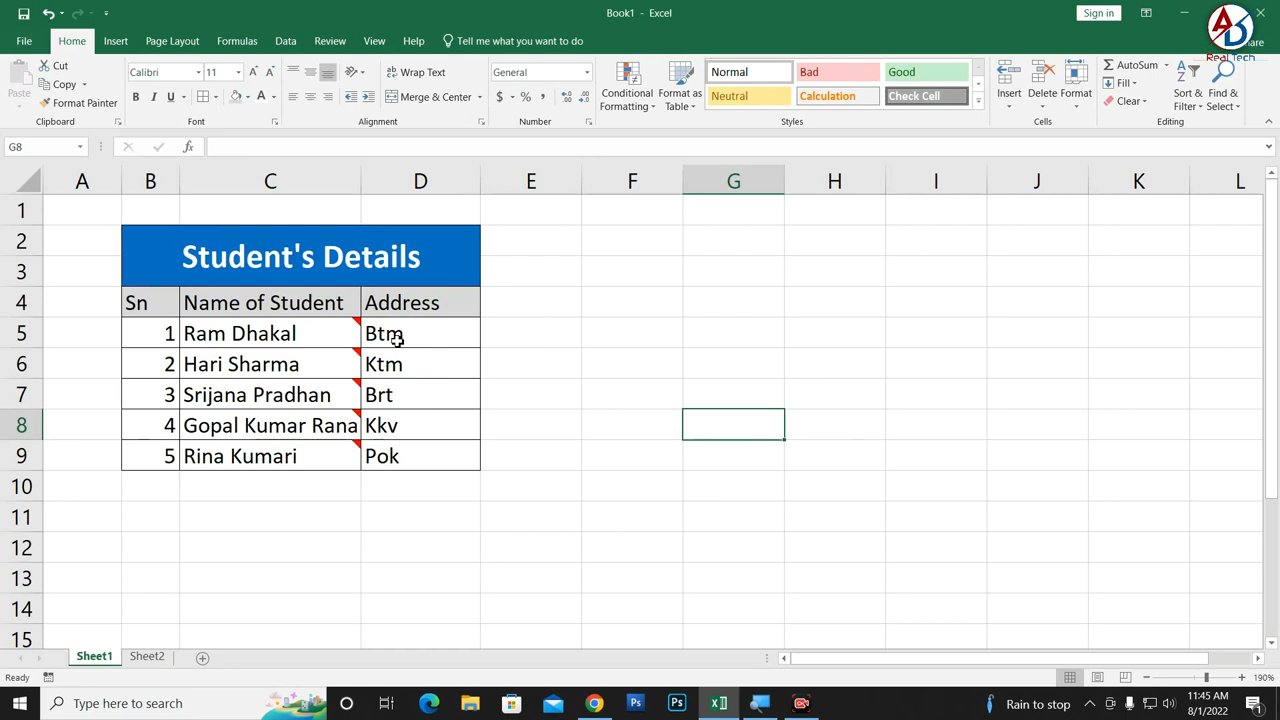 Book1 - Excel
Sign in
File Home Insert Page Layout Formulas Data Review View Help Tell me what you want to do
RealTech
Paste
Cut
Copy
Format Painter
Clipboard
Calibri 11
B I U
Font
Wrap Text
Merge & Center
Alignment
General
$ % ,
Number
Conditional Formatting
Format as Table
Normal Bad Good
Neutral Calculation Check Cell
Styles
Insert Delete Format
Cells
AutoSum
Fill
Clear
Sort & Filter
Find & Select
Editing
G8 fx
A B C D E F G H I J K L
1
2
Student's Details
3
4 Sn Name of Student Address
5 1 Ram Dhakal Btm
6 2 Hari Sharma Ktm
7 3 Srijana Pradhan Brt
8 4 Gopal Kumar Rana Kkv
9 5 Rina Kumari Pok
10
11
12
13
14
15
Sheet1 Sheet2
Ready
190%
Type here to search
Rain to stop
11:45 AM
8/1/2022